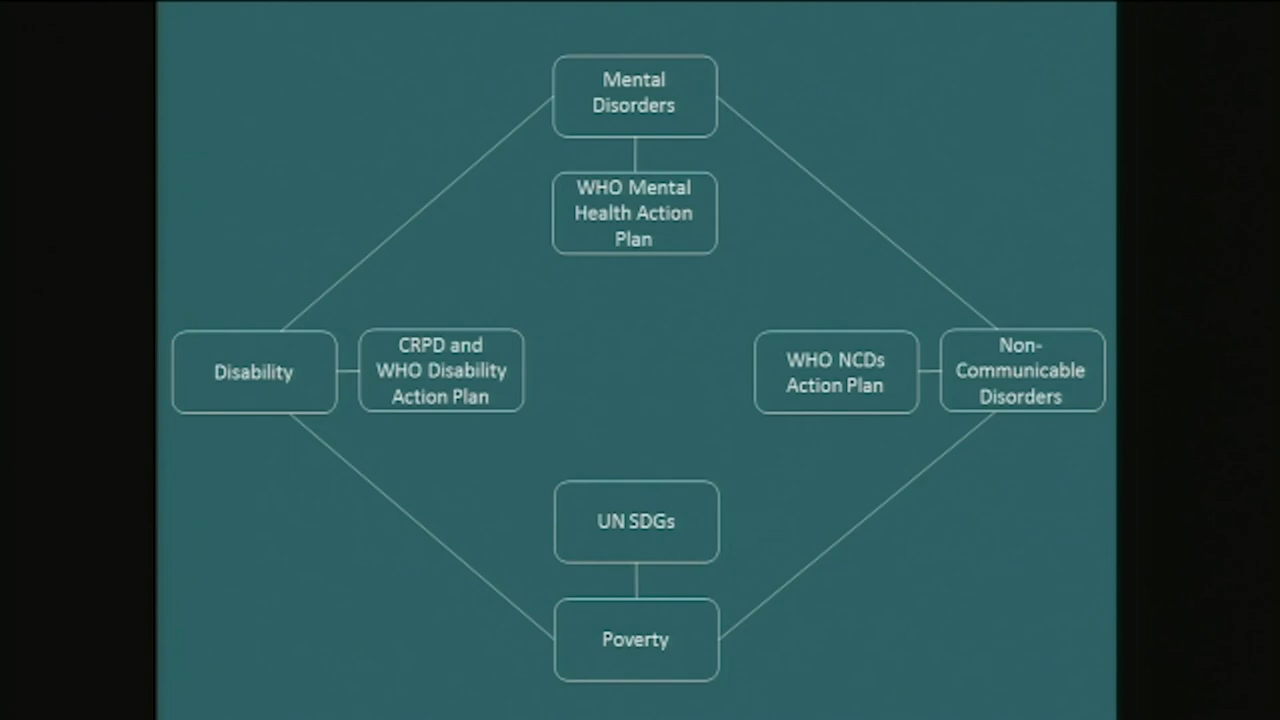 Mental
Disorders
WHO Mental
Health Action
Plan
Disability
CRPD and
WHO Disability
Action Plan
WHO NCDs
Action Plan
Non-
Communicable
Disorders
UN SDGs
Poverty